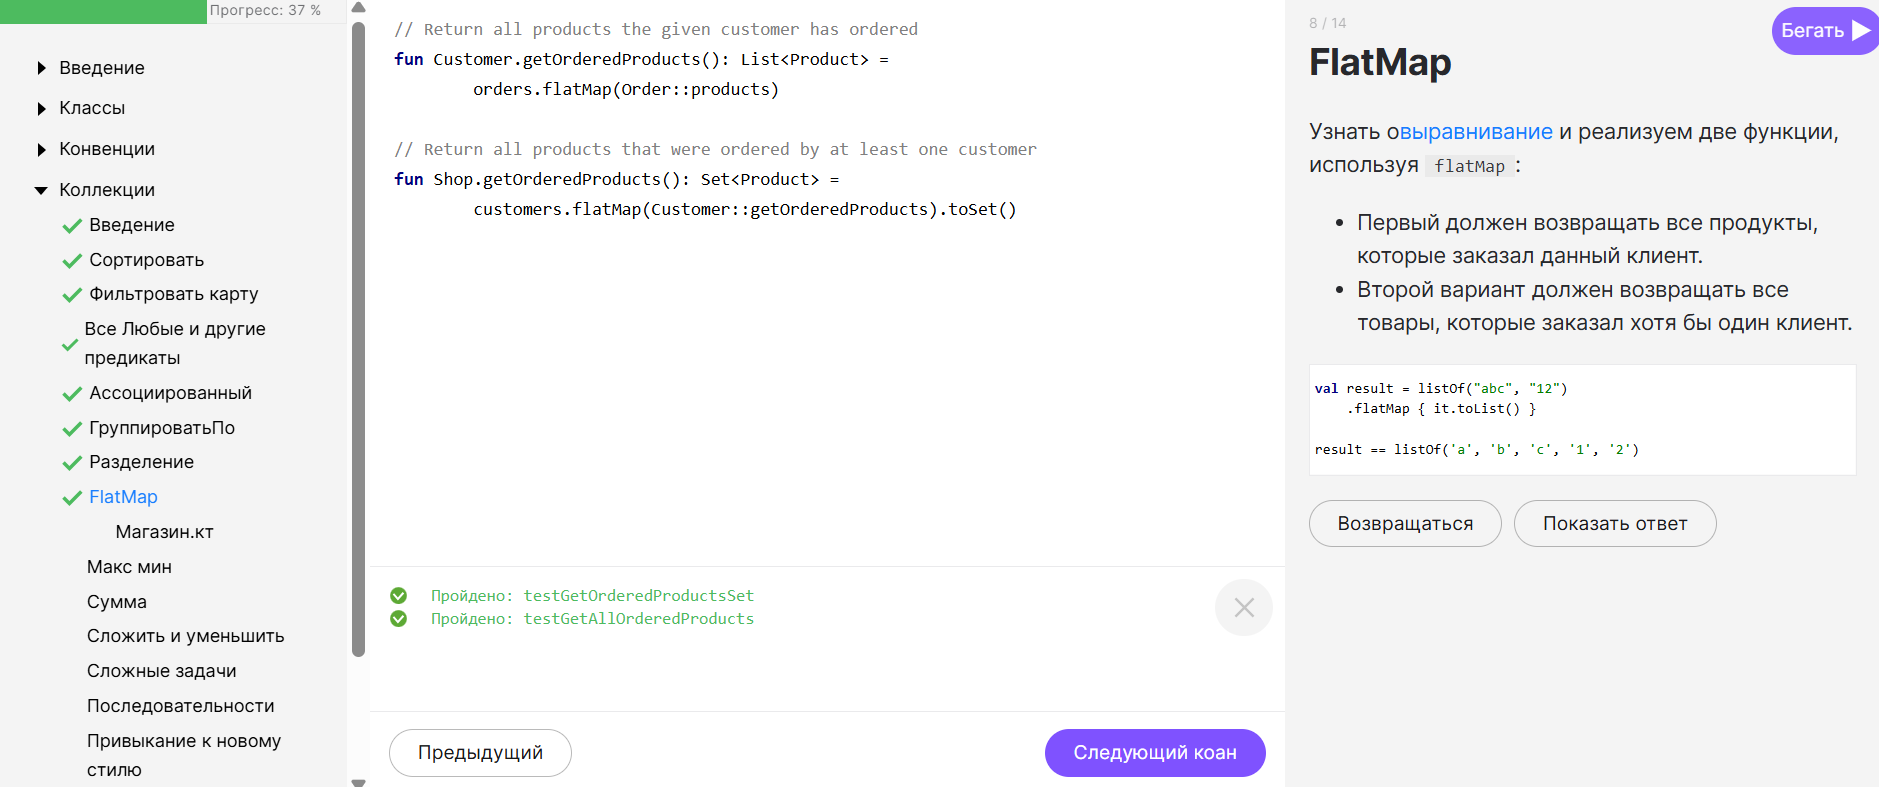 Прогресс: 37 %
Введение
Классы
Конвенции
Коллекции
Введение
Сортировать
Фильтровать карту
Все Любые и другие
предикаты
Ассоциированный
ГруппироватьПо
Разделение
FlatMap
Магазин.кт
Макс мин
Сумма
Сложить и уменьшить
Сложные задачи
Последовательности
Привыкание к новому
стилю
// Return all products the given customer has ordered
fun Customer.getOrderedProducts(): List<Product> =
        orders.flatMap(Order::products)
// Return all products that were ordered by at least one customer
fun Shop.getOrderedProducts(): Set<Product> =
        customers.flatMap(Customer::getOrderedProducts).toSet()
Пройдено: testGetOrderedProductsSet
Пройдено: testGetAllOrderedProducts
Предыдущий
Следующий коан
8 / 14
Бегать
FlatMap
Узнать овыравнивание и реализуем две функции,
используя flatMap :
• Первый должен возвращать все продукты,
которые заказал данный клиент.
• Второй вариант должен возвращать все
товары, которые заказал хотя бы один клиент.
val result = listOf("abc", "12")
    .flatMap { it.toList() }
result == listOf('a', 'b', 'c', '1', '2')
Возвращаться
Показать ответ